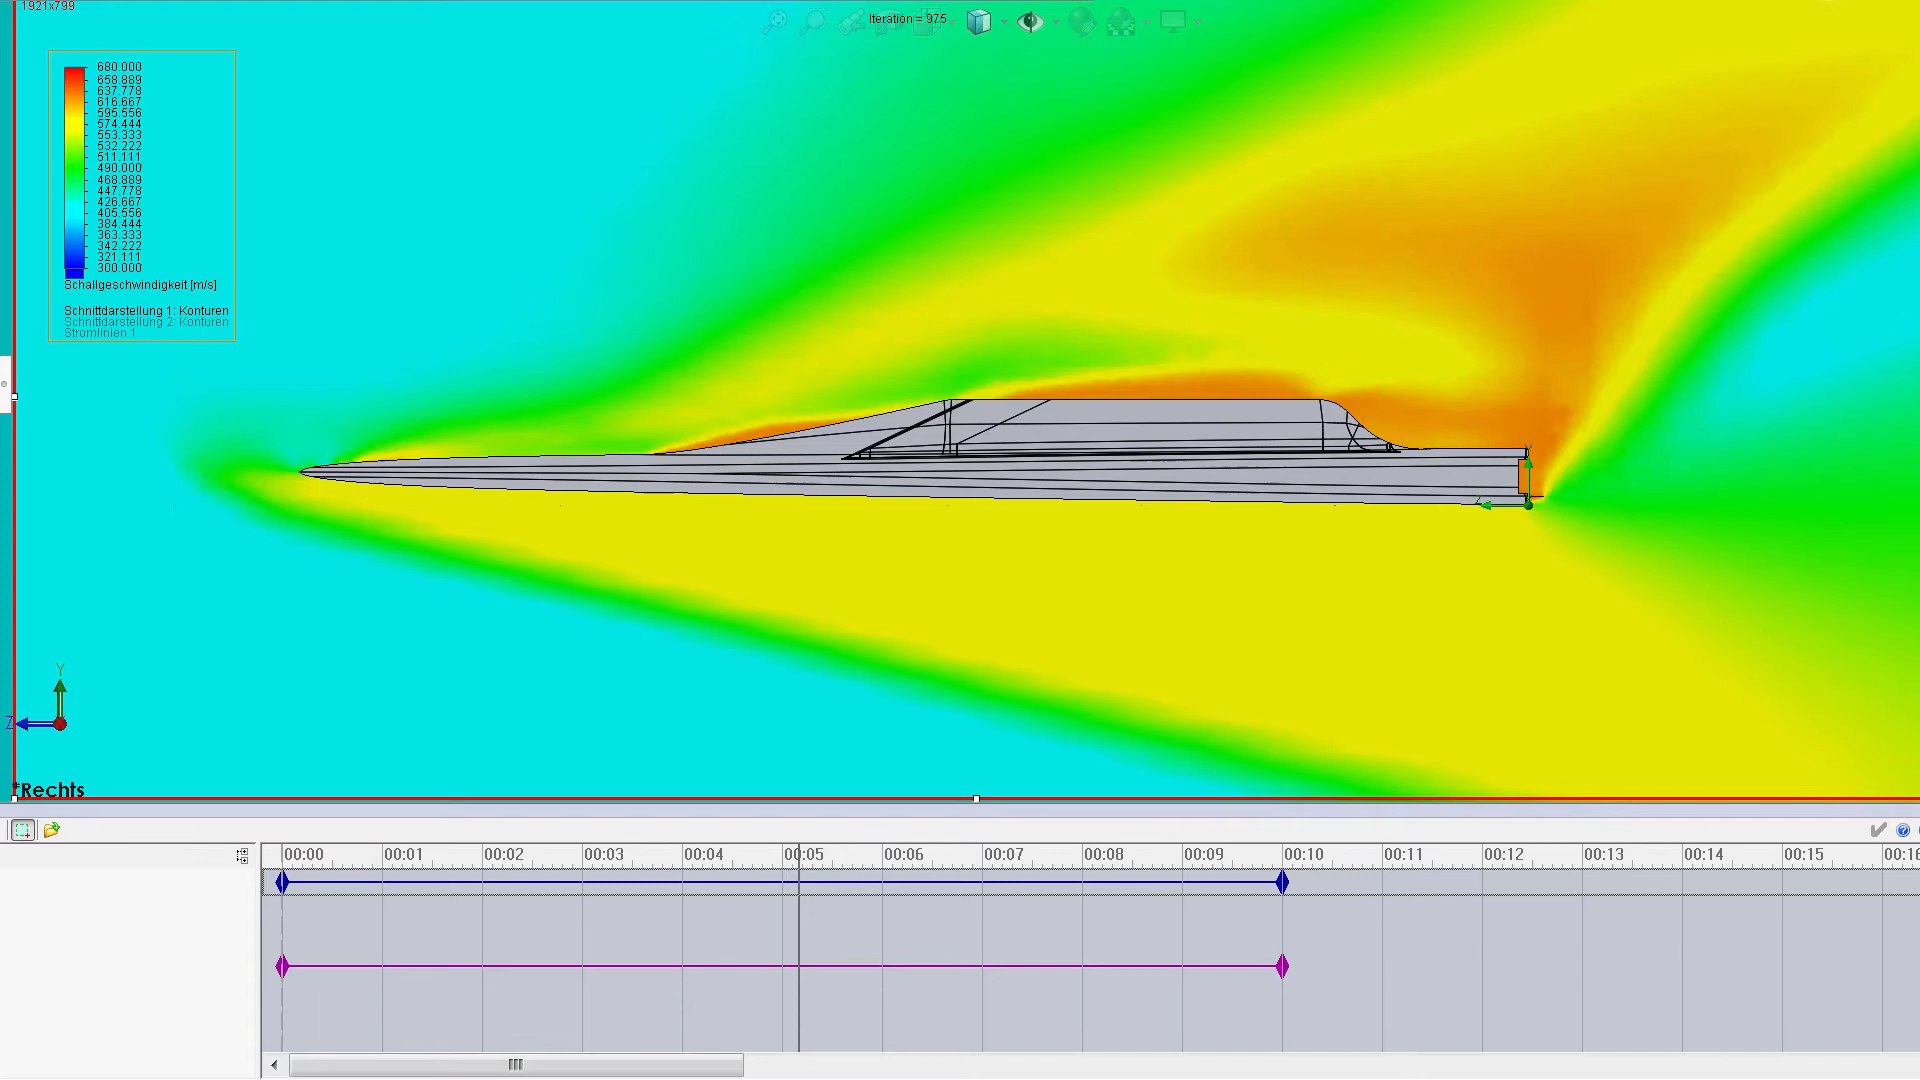 1921x799
Iteration = 975
680.000
658.889
637.778
616.667
595.556
574.444
553.333
532.222
511.111
490.000
468.889
447.778
426.667
405.556
384.444
363.333
342.222
321.111
300.000
Schallgeschwindigkeit [m/s]
Schnittdarstellung 1: Konturen
Schnittdarstellung 2: Konturen
Stromlinien 1
Y
Z
Y
Z
*Rechts
00:00 00:01 00:02 00:03 00:04 00:05 00:06 00:07 00:08 00:09 00:10 00:11 00:12 00:13 00:14 00:15 00:16